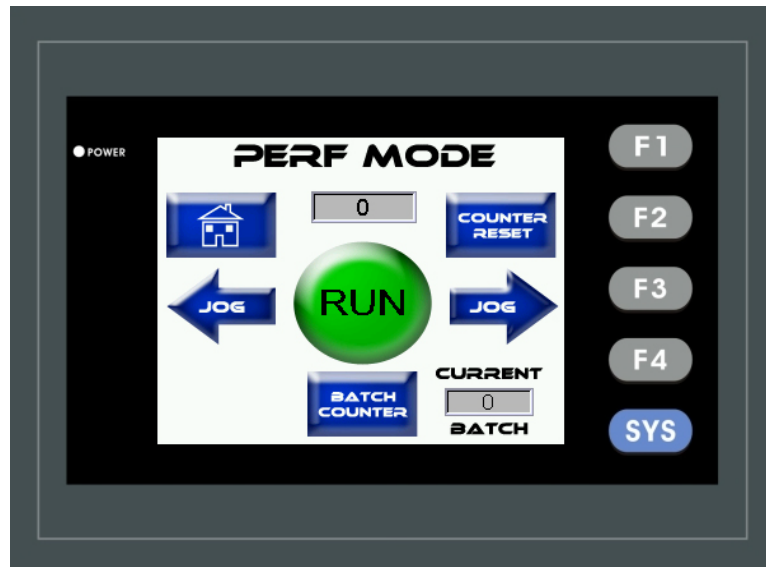 POWER
PERF MODE
0
COUNTER
RESET
JOG
RUN
JOG
BATCH
COUNTER
CURRENT
0
BATCH
F1
F2
F3
F4
SYS